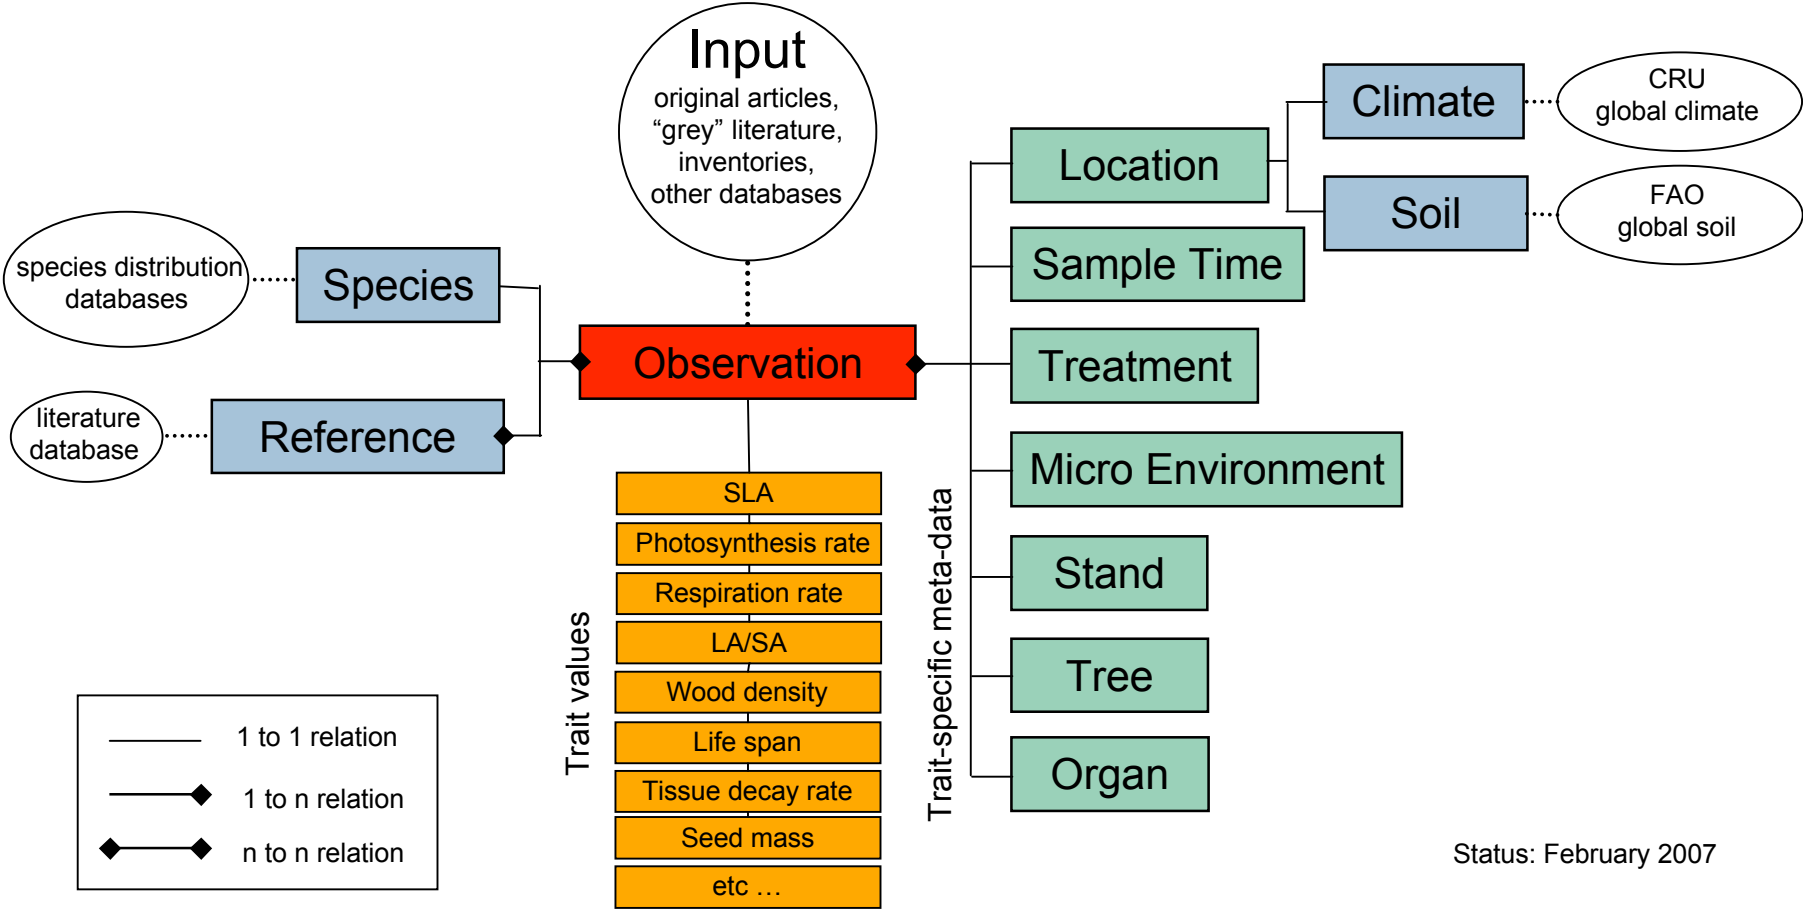 Input
original articles,
“grey” literature,
inventories,
other databases
species distribution
databases
Species
literature
database
Reference
Observation
Location
Sample Time
Treatment
Micro Environment
Stand
Tree
Organ
Climate
CRU
global climate
Soil
FAO
global soil
Trait values
SLA
Photosynthesis rate
Respiration rate
LA/SA
Wood density
Life span
Tissue decay rate
Seed mass
etc …
Trait-specific meta-data
1 to 1 relation
1 to n relation
n to n relation
Status: February 2007